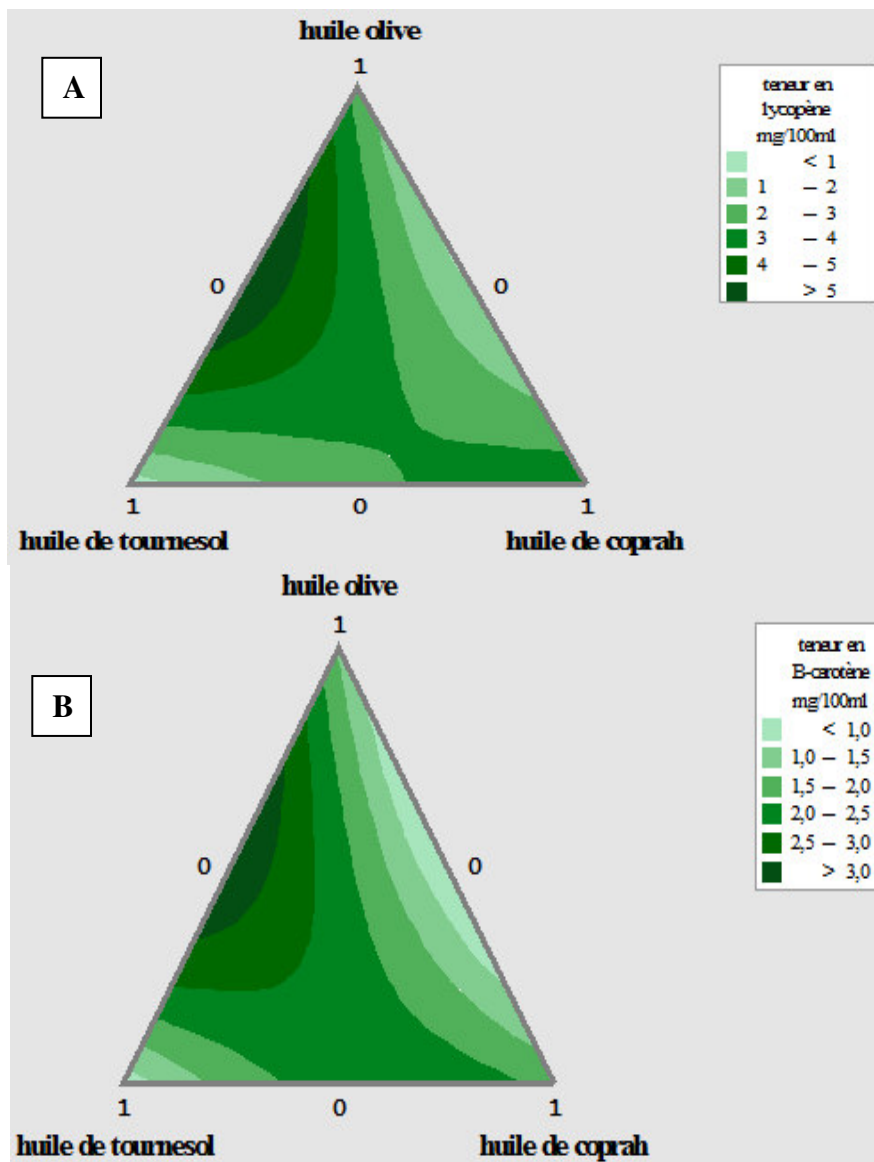 huile olive
1
A
teneur en
lycopène
mg/100ml
< 1
1 – 2
2 – 3
3 – 4
4 – 5
> 5
0 0
1 0 1
huile de tournesol huile de coprah
huile olive
1
B
teneur en
B-carotène
mg/100ml
< 1,0
1,0 – 1,5
1,5 – 2,0
2,0 – 2,5
2,5 – 3,0
> 3,0
0 0
1 0 1
huile de tournesol huile de coprah